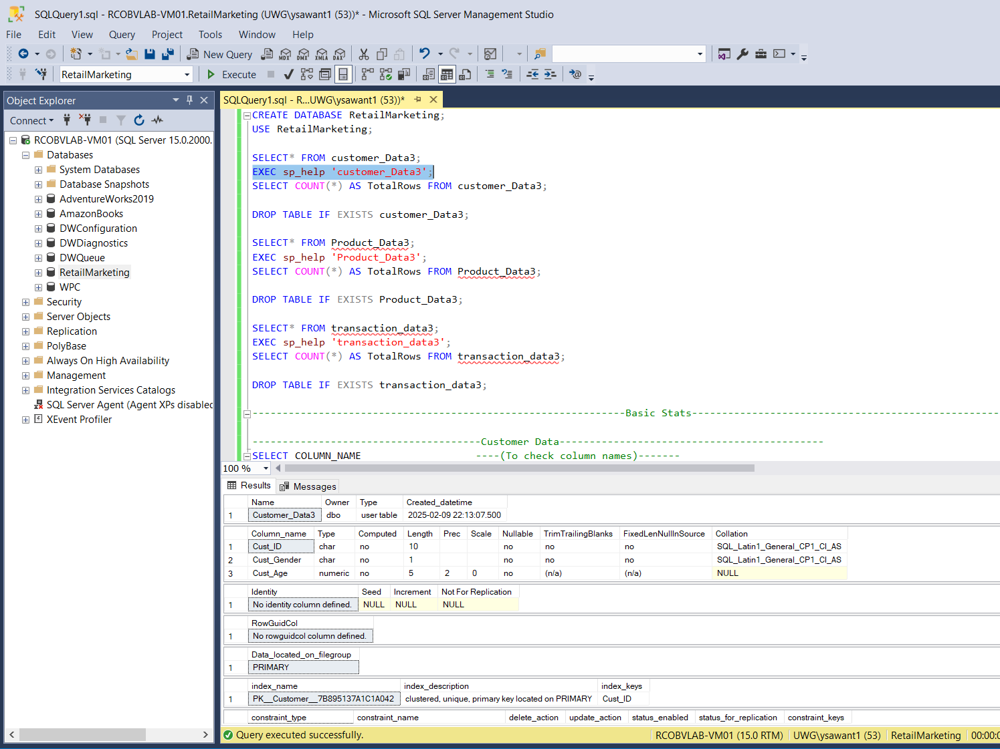 SQLQuery1.sql - RCOBVLAB-VM01.RetailMarketing (UWG\ysawant1 (53))* - Microsoft SQL Server Management Studio
File Edit View Query Project Tools Window Help
New Query MDX DMX XMLA DAX
RetailMarketing Execute
Object Explorer
Connect
RCOBVLAB-VM01 (SQL Server 15.0.2000.
Databases
System Databases
Database Snapshots
AdventureWorks2019
AmazonBooks
DWConfiguration
DWDiagnostics
DWQueue
RetailMarketing
WPC
Security
Server Objects
Replication
PolyBase
Always On High Availability
Management
Integration Services Catalogs
SQL Server Agent (Agent XPs disabled
XEvent Profiler
SQLQuery1.sql - R...UWG\ysawant1 (53))*
CREATE DATABASE RetailMarketing;
USE RetailMarketing;
SELECT* FROM customer_Data3;
EXEC sp_help 'customer_Data3';
SELECT COUNT(*) AS TotalRows FROM customer_Data3;
DROP TABLE IF EXISTS customer_Data3;
SELECT* FROM Product_Data3;
EXEC sp_help 'Product_Data3';
SELECT COUNT(*) AS TotalRows FROM Product_Data3;
DROP TABLE IF EXISTS Product_Data3;
SELECT* FROM transaction_data3;
EXEC sp_help 'transaction_data3';
SELECT COUNT(*) AS TotalRows FROM transaction_data3;
DROP TABLE IF EXISTS transaction_data3;
--------------------------------------------------------------Basic Stats---------------------------------------------------
--------------------------------------Customer Data--------------------------------------------
SELECT COLUMN_NAME ----(To check column names)-------
100 %
Results Messages
Name Owner Type Created_datetime
1 Customer_Data3 dbo user table 2025-02-09 22:13:07.500
Column_name Type Computed Length Prec Scale Nullable TrimTrailingBlanks FixedLenNullInSource Collation
1 Cust_ID char no 10 no no no SQL_Latin1_General_CP1_CI_AS
2 Cust_Gender char no 1 no no no SQL_Latin1_General_CP1_CI_AS
3 Cust_Age numeric no 5 2 0 no (n/a) (n/a) NULL
Identity Seed Increment Not For Replication
1 No identity column defined. NULL NULL NULL
RowGuidCol
1 No rowguidcol column defined.
Data_located_on_filegroup
1 PRIMARY
index_name index_description index_keys
1 PK__Customer__7B895137A1C1A042 clustered, unique, primary key located on PRIMARY Cust_ID
constraint_type constraint_name delete_action update_action status_enabled status_for_replication constraint_keys
Query executed successfully. RCOBVLAB-VM01 (15.0 RTM) UWG\ysawant1 (53) RetailMarketing 00:00:0